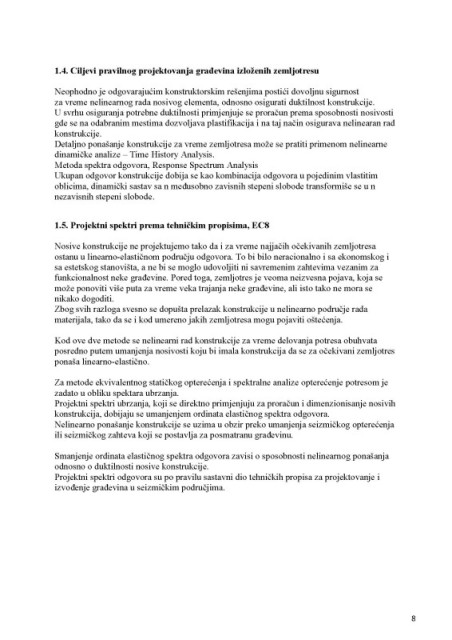 1.4. Ciljevi pravilnog projektovanja građevina izloženih zemljotresu
Neophodno je odgovarajućim konstruktorskim rešenjima postići dovoljnu sigurnost
za vreme nelinearnog rada nosivog elementa, odnosno osigurati duktilnost konstrukcije.
U svrhu osiguranja potrebne duktilnosti primjenjuje se proračun prema sposobnosti nosivosti
gde se na odabranim mestima dozvoljava plastifikacija i na taj način osigurava nelinearan rad
konstrukcije.
Detaljno ponašanje konstrukcije za vreme zemljotresa može se pratiti primenom nelinearne
dinamičke analize – Time History Analysis.
Metoda spektra odgovora, Response Spectrum Analysis
Ukupan odgovor konstrukcije dobija se kao kombinacija odgovora u pojedinim vlastitim
oblicima, dinamički sastav sa n međusobno zavisnih stepeni slobode transformiše se u n
nezavisnih stepeni slobode.
1.5. Projektni spektri prema tehničkim propisima, EC8
Nosive konstrukcije ne projektujemo tako da i za vreme najjačih očekivanih zemljotresa
ostanu u linearno-elastičnom području odgovora. To bi bilo neracionalno i sa ekonomskog i
sa estetskog stanovišta, a ne bi se moglo udovoljiti ni savremenim zahtevima vezanim za
funkcionalnost neke građevine. Pored toga, zemljotres je veoma neizvesna pojava, koja se
može ponoviti više puta za vreme veka trajanja neke građevine, ali isto tako ne mora se
nikako dogoditi.
Zbog svih razloga svesno se dopušta prelazak konstrukcije u nelinearno područje rada
materijala, tako da se i kod umereno jakih zemljotresa mogu pojaviti oštećenja.
Kod ove dve metode se nelinearni rad konstrukcije za vreme delovanja potresa obuhvata
posredno putem umanjenja nosivosti koju bi imala konstrukcija da se za očekivani zemljotres
ponaša linearno-elastično.
Za metode ekvivalentnog statičkog opterećenja i spektralne analize opterećenje potresom je
zadato u obliku spektara ubrzanja.
Projektni spektri ubrzanja, koji se direktno primjenjuju za proračun i dimenzionisanje nosivih
konstrukcija, dobijaju se umanjenjem ordinata elastičnog spektra odgovora.
Nelinearno ponašanje konstrukcije se uzima u obzir preko umanjenja seizmičkog opterećenja
ili seizmičkog zahteva koji se postavlja za posmatranu građevinu.
Smanjenje ordinata elastičnog spektra odgovora zavisi o sposobnosti nelinearnog ponašanja
odnosno o duktilnosti nosive konstrukcije.
Projektni spektri odgovora su po pravilu sastavni dio tehničkih propisa za projektovanje i
izvođenje građevina u seizmičkim područjima.
8